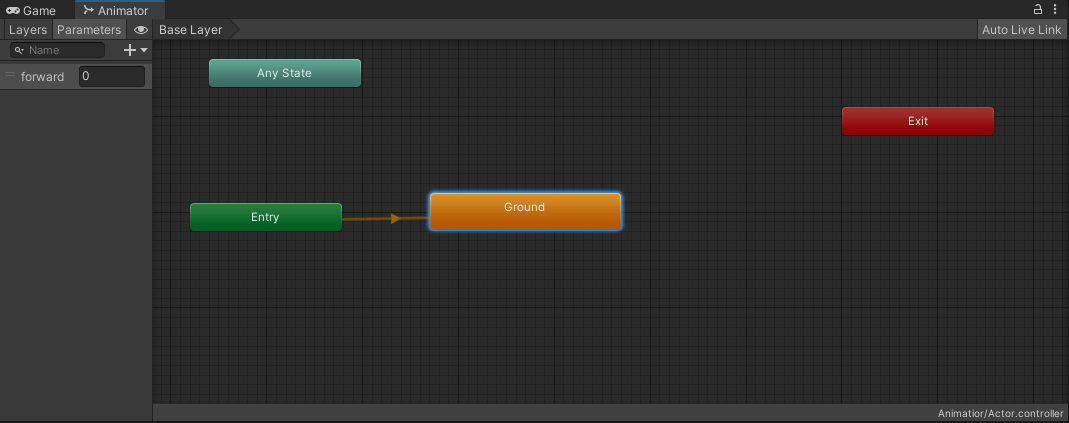 Game Animator
Layers Parameters Base Layer Auto Live Link
Name
forward 0
Any State
Exit
Entry
Ground
Animatior/Actor.controller